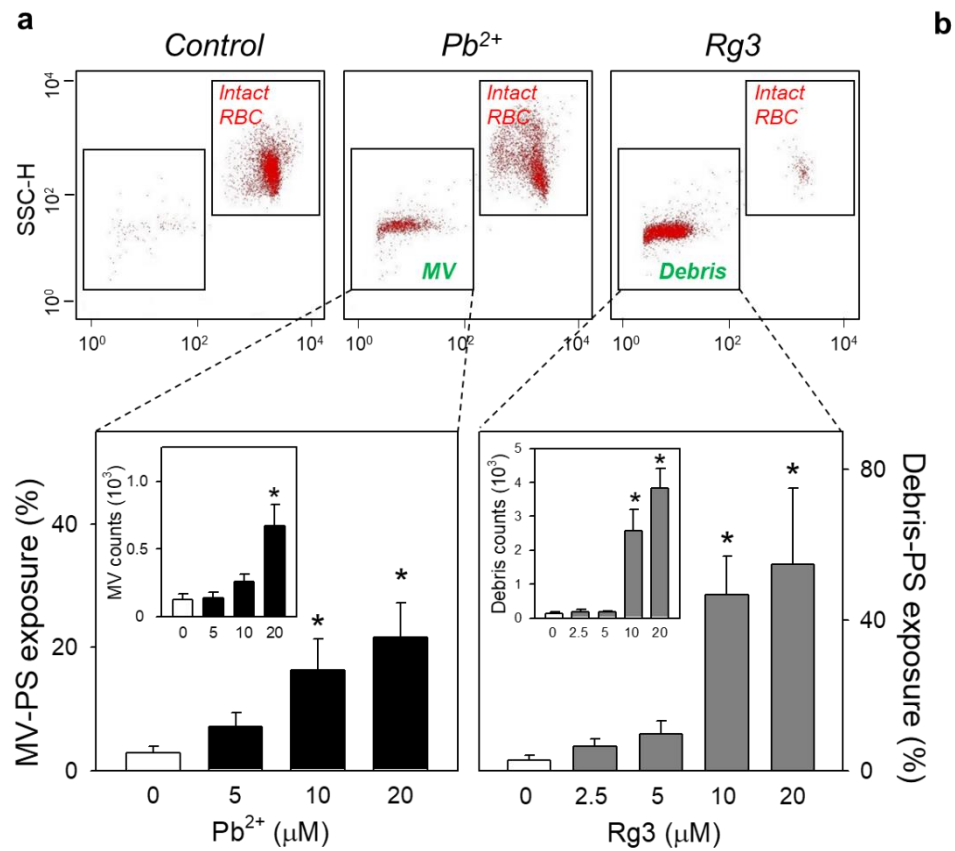 a
b
Control
Pb²⁺
Rg3
10⁴
10²
10⁰
SSC-H
Intact
RBC
Intact
RBC
MV
Intact
RBC
Debris
10⁰ 10² 10⁴
10⁰ 10² 10⁴
10⁰ 10² 10⁴
MV-PS exposure (%)
40
20
0
MV counts (10³)
1.0
0.5
0
*
0 5 10 20
*
*
0 5 10 20
Pb²⁺ (μM)
Debris counts (10³)
5
4
3
2
1
0
*
*
0 2.5 5 10 20
*
*
80
40
0
Debris-PS exposure (%)
0 2.5 5 10 20
Rg3 (μM)